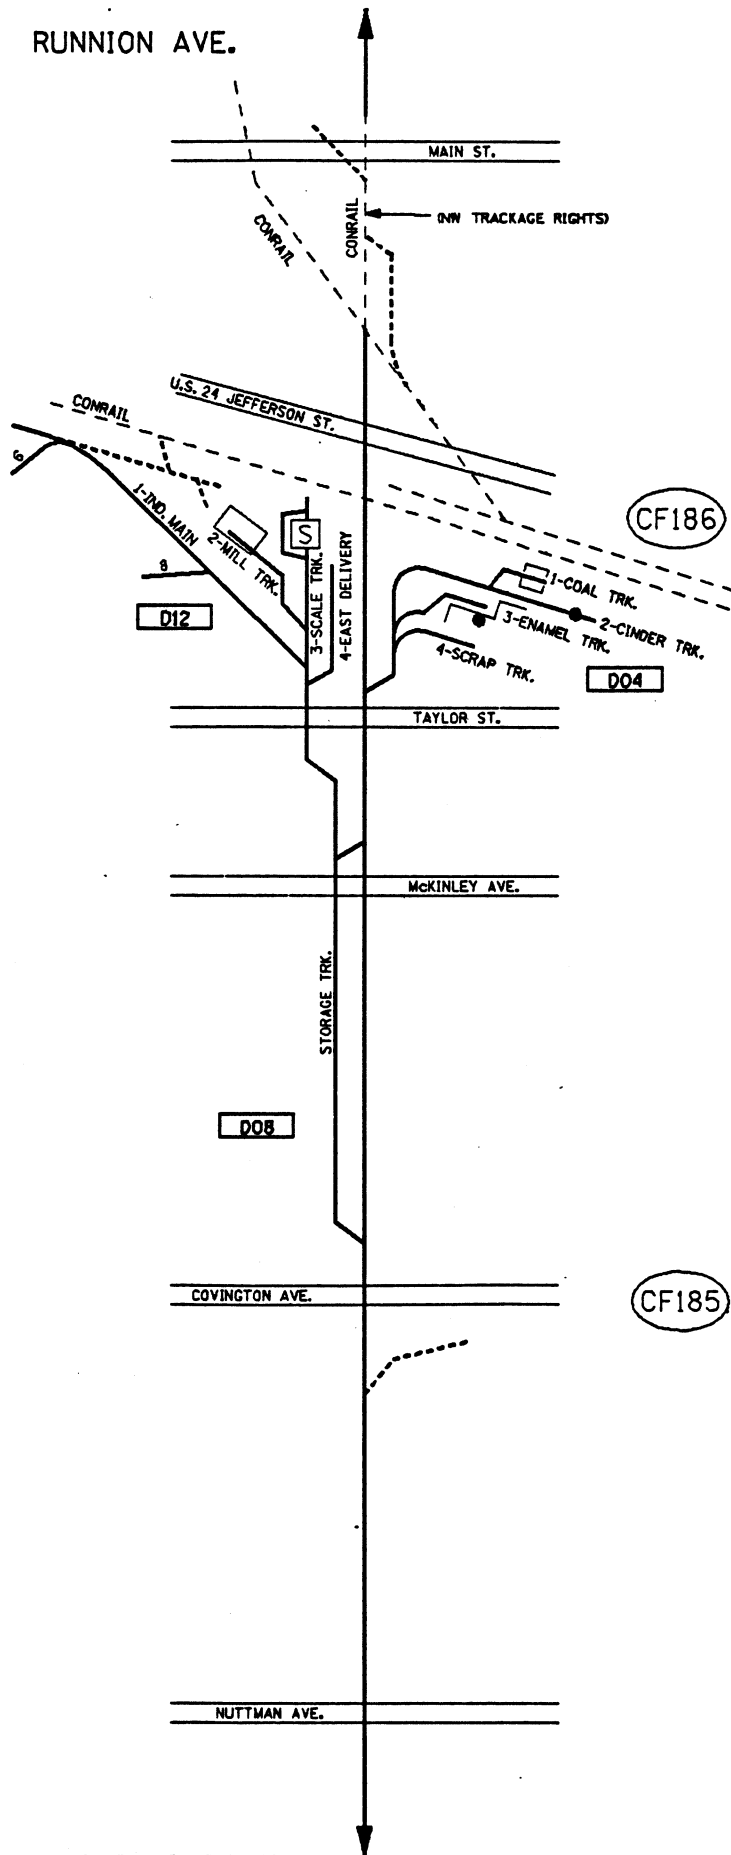 RUNNION AVE.
MAIN ST.
CONRAIL
(NW TRACKAGE RIGHTS)
CONRAIL
U.S. 24 JEFFERSON ST.
CONRAIL
CF186
6
1-IND. MAIN
2-MILL TRK.
S
3-SCALE TRK.
4-EAST DELIVERY
8
D12
1-COAL TRK.
2-CINDER TRK.
3-ENAMEL TRK.
4-SCRAP TRK.
D04
TAYLOR ST.
McKINLEY AVE.
STORAGE TRK.
D08
COVINGTON AVE.
CF185
NUTTMAN AVE.